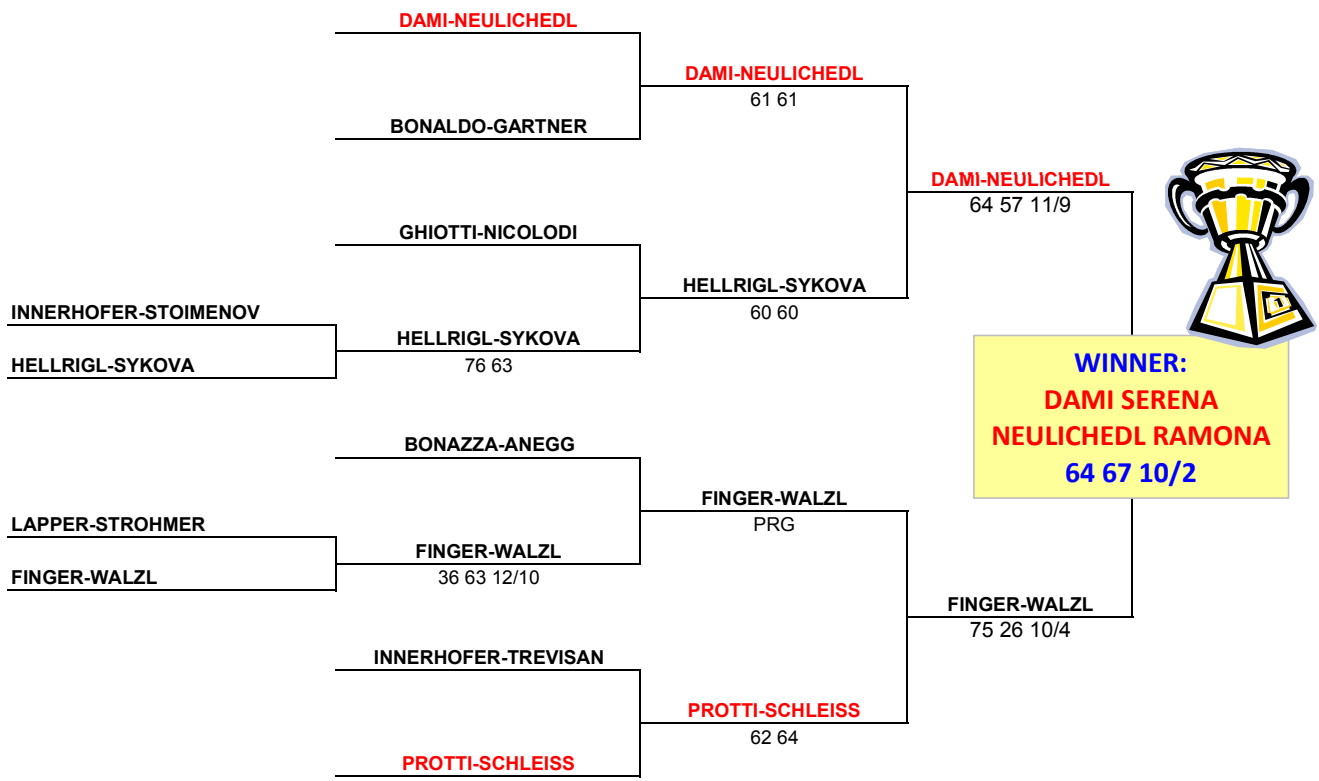 DAMI-NEULICHEDL
DAMI-NEULICHEDL
61 61
BONALDO-GARTNER
DAMI-NEULICHEDL
64 57 11/9
GHIOTTI-NICOLODI
HELLRIGL-SYKOVA
60 60
INNERHOFER-STOIMENOV
HELLRIGL-SYKOVA
76 63
HELLRIGL-SYKOVA
1
WINNER:
DAMI SERENA
NEULICHEDL RAMONA
64 67 10/2
BONAZZA-ANEGG
FINGER-WALZL
PRG
LAPPER-STROHMER
FINGER-WALZL
36 63 12/10
FINGER-WALZL
FINGER-WALZL
75 26 10/4
INNERHOFER-TREVISAN
PROTTI-SCHLEISS
62 64
PROTTI-SCHLEISS